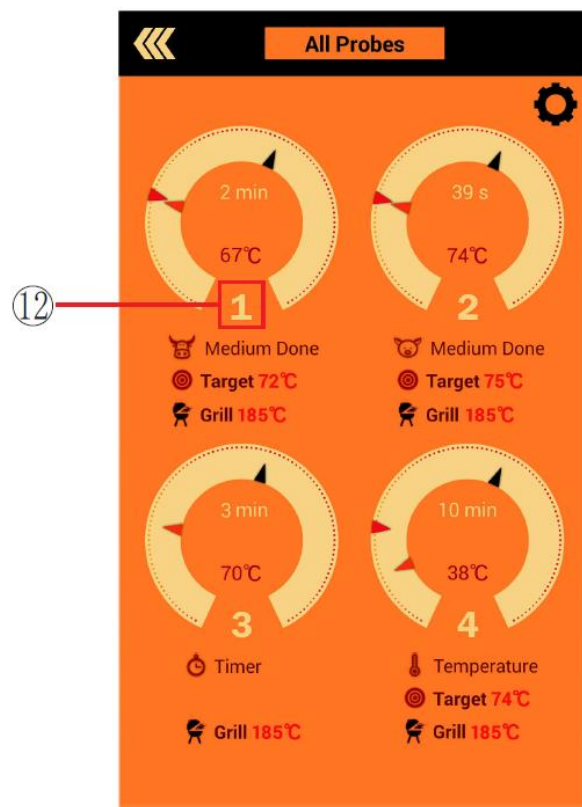 All Probes
2 min
67℃
1
Medium Done
Target 72℃
Grill 185℃
39 s
74℃
2
Medium Done
Target 75℃
Grill 185℃
⑫
3 min
70℃
3
Timer
Grill 185℃
10 min
38℃
4
Temperature
Target 74℃
Grill 185℃